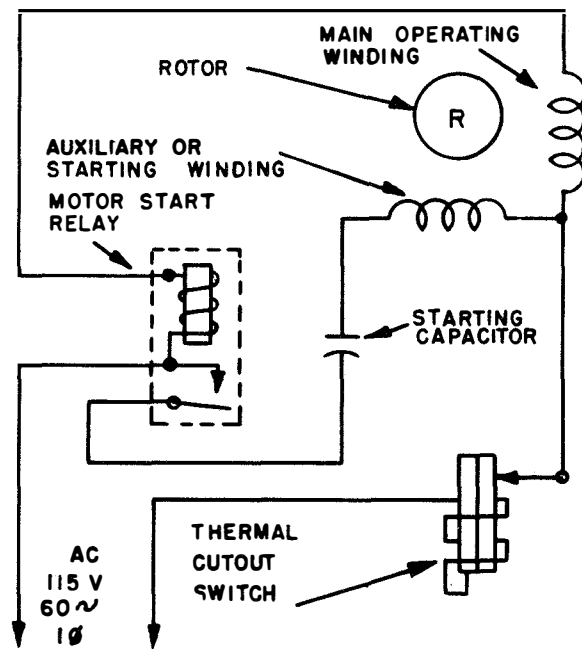 MAIN OPERATING
WINDING
ROTOR
R
AUXILIARY OR
STARTING WINDING
MOTOR START
RELAY
STARTING
CAPACITOR
THERMAL
CUTOUT
SWITCH
AC
115 V
60~
1ø